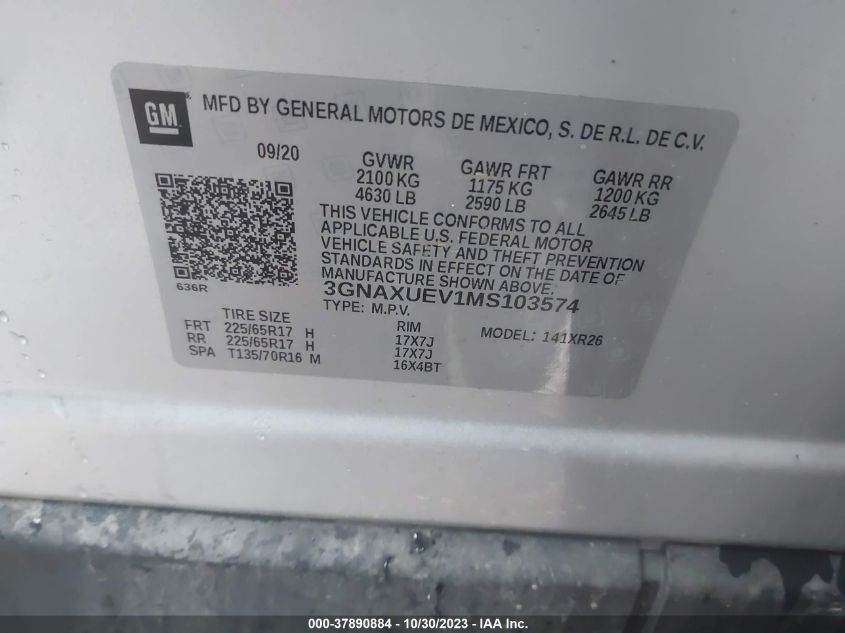 GM
MFD BY GENERAL MOTORS DE MEXICO, S. DE R.L. DE C.V.
09/20 GVWR GAWR FRT GAWR RR
2100 KG 1175 KG 1200 KG
4630 LB 2590 LB 2645 LB
THIS VEHICLE CONFORMS TO ALL
APPLICABLE U.S. FEDERAL MOTOR
VEHICLE SAFETY AND THEFT PREVENTION
STANDARDS IN EFFECT ON THE DATE OF
MANUFACTURE SHOWN ABOVE.
636R
3GNAXUEV1MS103574
TYPE: M.P.V.
TIRE SIZE RIM MODEL: 141XR26
FRT 225/65R17 H 17X7J
RR 225/65R17 H 17X7J
SPA T135/70R16 M 16X4BT
000-37890884 - 10/30/2023 - IAA Inc.